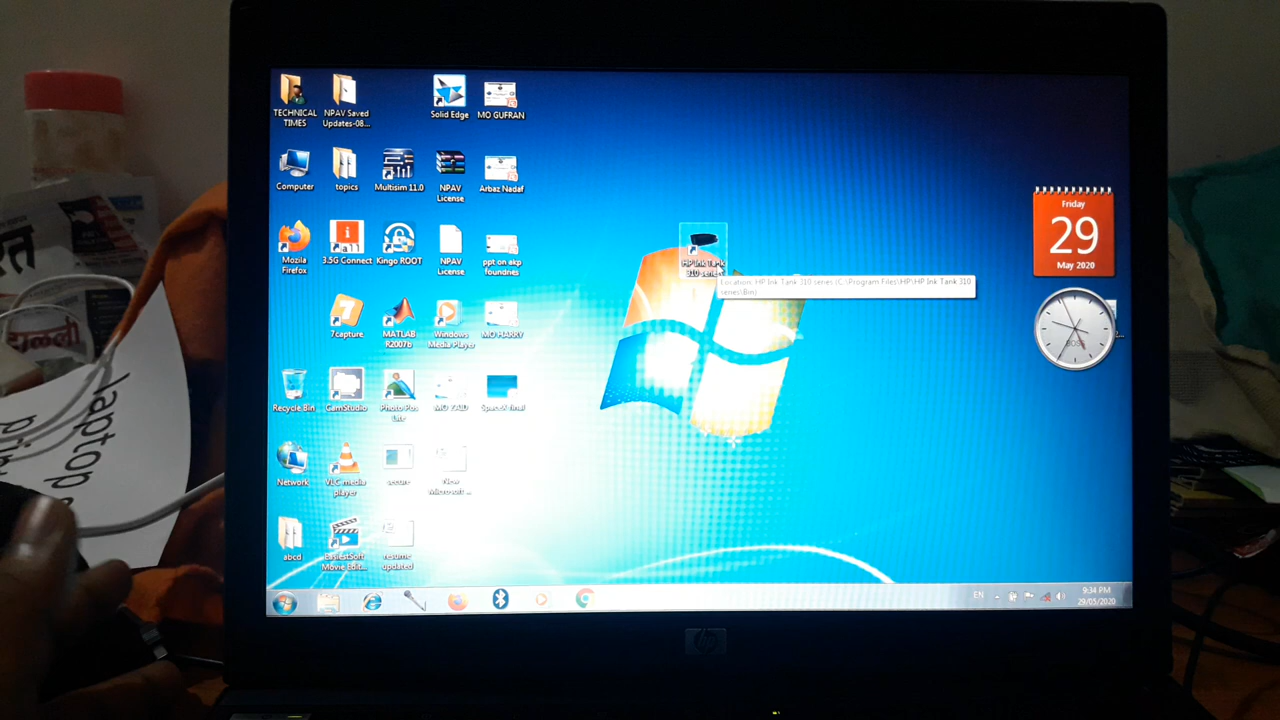 TECHNICAL
TIMES
NPAV Saved
Updates-08...
Solid Edge
MO GUFRAN
Computer
topics
Multisim 11.0
NPAV
License
Arbaz Nadaf
Mozila
Firefox
3.5G Connect
Kingo ROOT
NPAV
License
ppt on akp
foundries
7capture
MATLAB
R2007b
Windows
Media Player
MO HARRY
Recycle Bin
CamStudio
Photo Pos
Lite
MO ZAID
SpaceX final
Network
VLC media
player
secure
New
Microsoft ...
abcd
EasiestSoft
Movie Edit...
resume
updated
HP Ink Tank
310 series
Location: HP Ink Tank 310 series (C:\Program Files\HP\HP Ink Tank 310
series\Bin)
Friday
29
May 2020
EN
9:34 PM
29/05/2020
hp
laptop